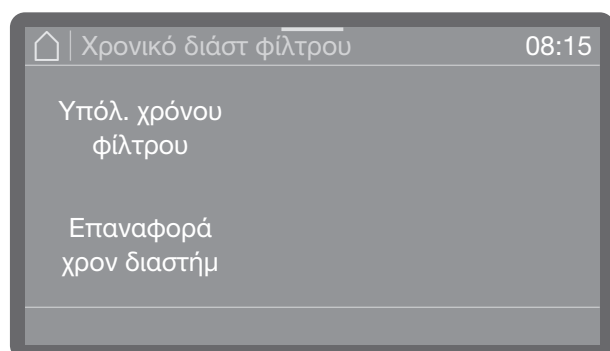 Χρονικό διάστ φίλτρου 08:15
Υπόλ. χρόνου
φίλτρου
Επαναφορά
χρον διαστήμ